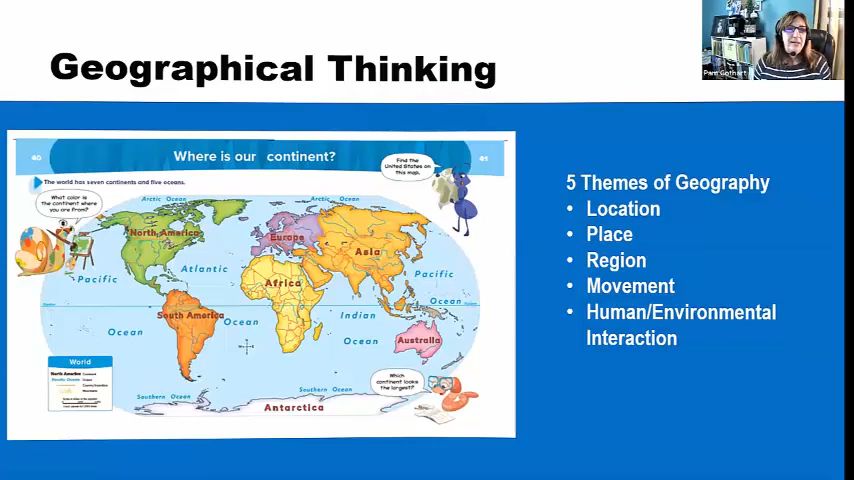 Geographical Thinking
Pam Gothart
40
Where is our continent?
41
The world has seven continents and five oceans.
Find the
United States on
this map.
What color is
the continent where
you are from?
Arctic Ocean
Arctic Ocean
North America
Europe
Asia
Atlantic
Pacific
Pacific
Africa
Ocean
South America
Ocean
Indian
Ocean
Ocean
Australia
World
North America
Southern Ocean
Southern Ocean
Antarctica
Which
continent looks
the largest?
5 Themes of Geography
• Location
• Place
• Region
• Movement
• Human/Environmental
Interaction